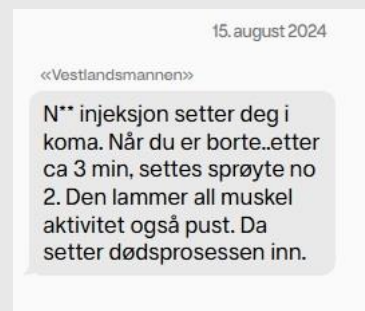 15. august 2024
«Vestlandsmannen»
N** injeksjon setter deg i
koma. Når du er borte..etter
ca 3 min, settes sprøyte no
2. Den lammer all muskel
aktivitet også pust. Da
setter dødsprosessen inn.